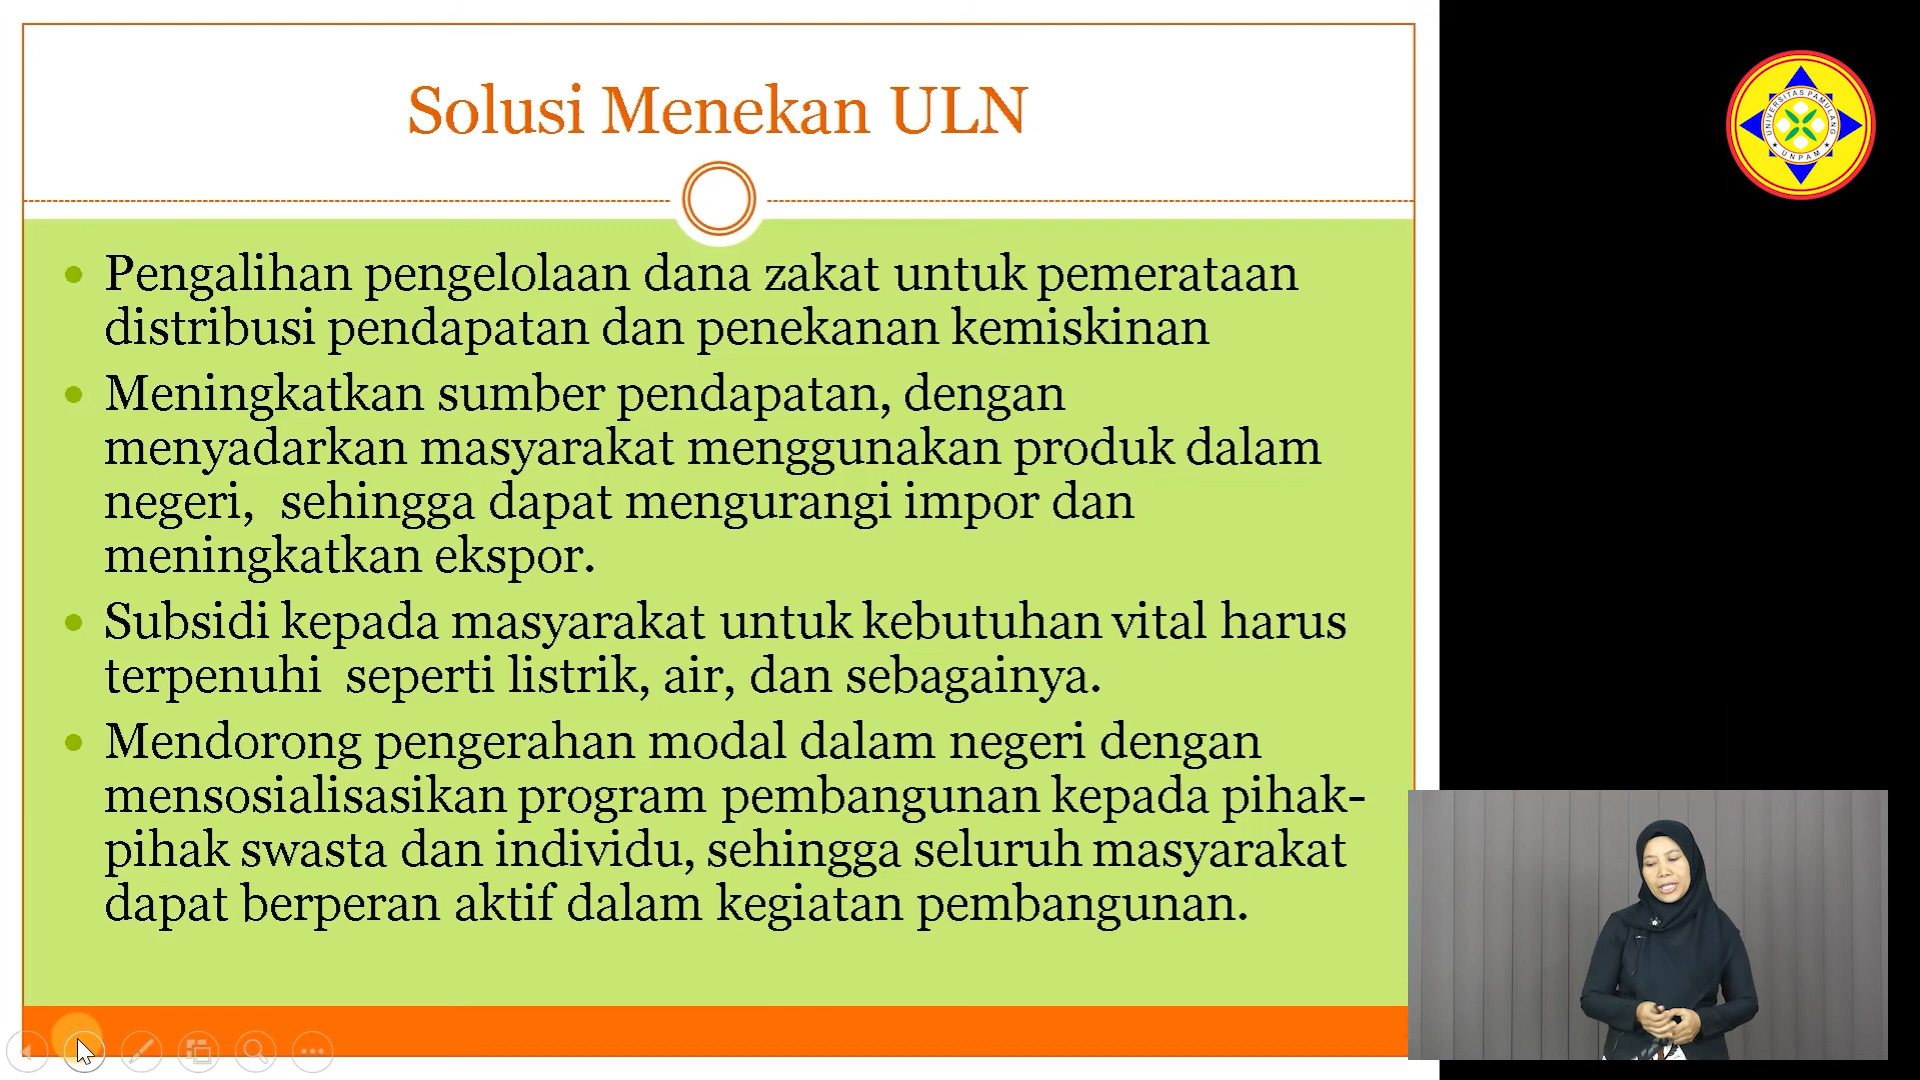 Solusi Menekan ULN
• Pengalihan pengelolaan dana zakat untuk pemerataan
distribusi pendapatan dan penekanan kemiskinan
• Meningkatkan sumber pendapatan, dengan
menyadarkan masyarakat menggunakan produk dalam
negeri,  sehingga dapat mengurangi impor dan
meningkatkan ekspor.
• Subsidi kepada masyarakat untuk kebutuhan vital harus
terpenuhi  seperti listrik, air, dan sebagainya.
• Mendorong pengerahan modal dalam negeri dengan
mensosialisasikan program pembangunan kepada pihak-
pihak swasta dan individu, sehingga seluruh masyarakat
dapat berperan aktif dalam kegiatan pembangunan.
UNIVERSITAS PAMULANG
★ UNPAM ★